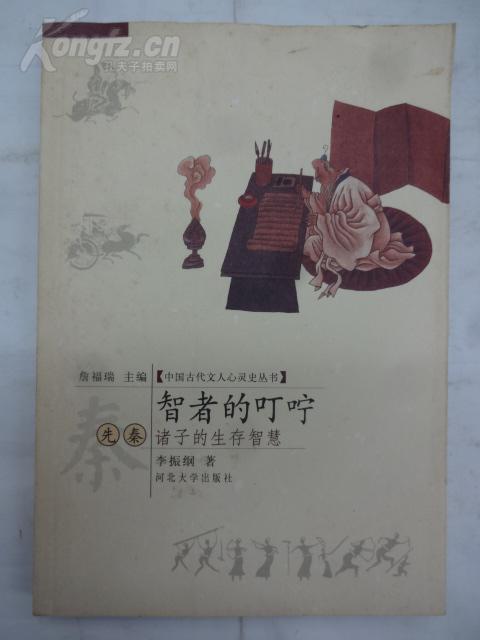 Kongfz.cn
孔夫子拍卖网
詹福瑞 主编 【中国古代文人心灵史丛书】
智者的叮咛
先秦 诸子的生存智慧
秦
李振纲 著
河北大学出版社